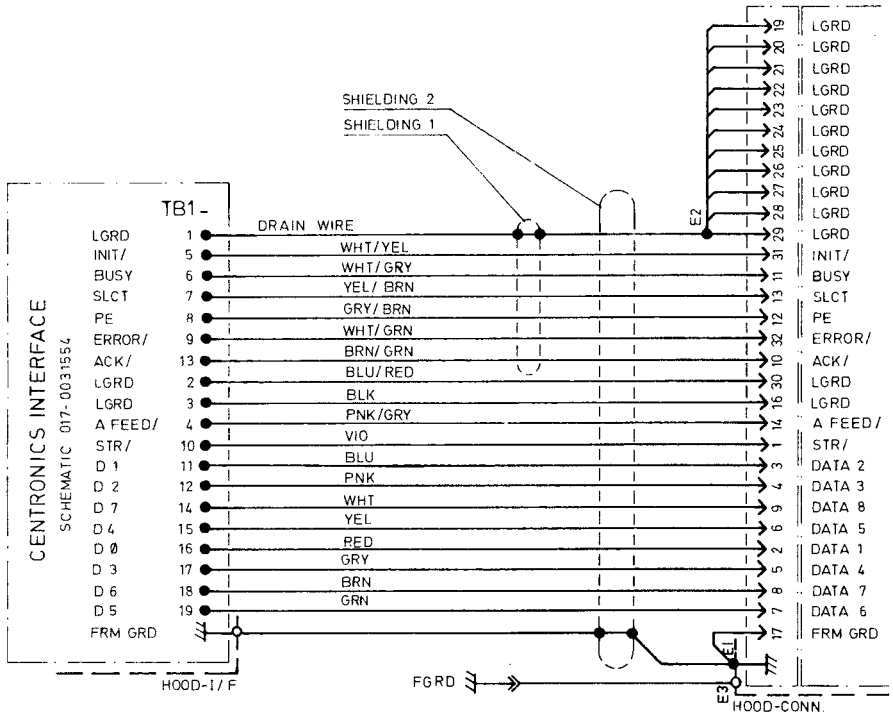 19 LGRD
20 LGRD
21 LGRD
22 LGRD
23 LGRD
24 LGRD
25 LGRD
26 LGRD
27 LGRD
28 LGRD
SHIELDING 2
SHIELDING 1
E2
TB1-
CENTRONICS INTERFACE
SCHEMATIC 017-0031554
LGRD 1 DRAIN WIRE 29 LGRD
INIT/ 5 WHT/YEL 31 INIT/
BUSY 6 WHT/GRY 11 BUSY
SLCT 7 YEL/BRN 13 SLCT
PE 8 GRY/BRN 12 PE
ERROR/ 9 WHT/GRN 32 ERROR/
ACK/ 13 BRN/GRN 10 ACK/
LGRD 2 BLU/RED 30 LGRD
LGRD 3 BLK 16 LGRD
A FEED/ 4 PNK/GRY 14 A FEED/
STR/ 10 VIO 1 STR/
D 1 11 BLU 3 DATA 2
D 2 12 PNK 4 DATA 3
D 7 14 WHT 9 DATA 8
D 4 15 YEL 6 DATA 5
D 0 16 RED 2 DATA 1
D 3 17 GRY 5 DATA 4
D 6 18 BRN 8 DATA 7
D 5 19 GRN 7 DATA 6
FRM GRD 17 FRM GRD
E1
HOOD-I/F
FGRD
E3
HOOD-CONN.